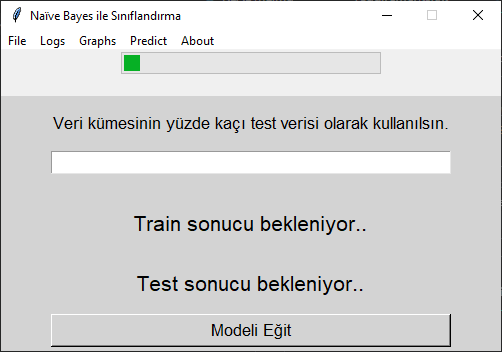 Naïve Bayes ile Sınıflandırma
File Logs Graphs Predict About
Veri kümesinin yüzde kaçı test verisi olarak kullanılsın.
Train sonucu bekleniyor..
Test sonucu bekleniyor..
Modeli Eğit